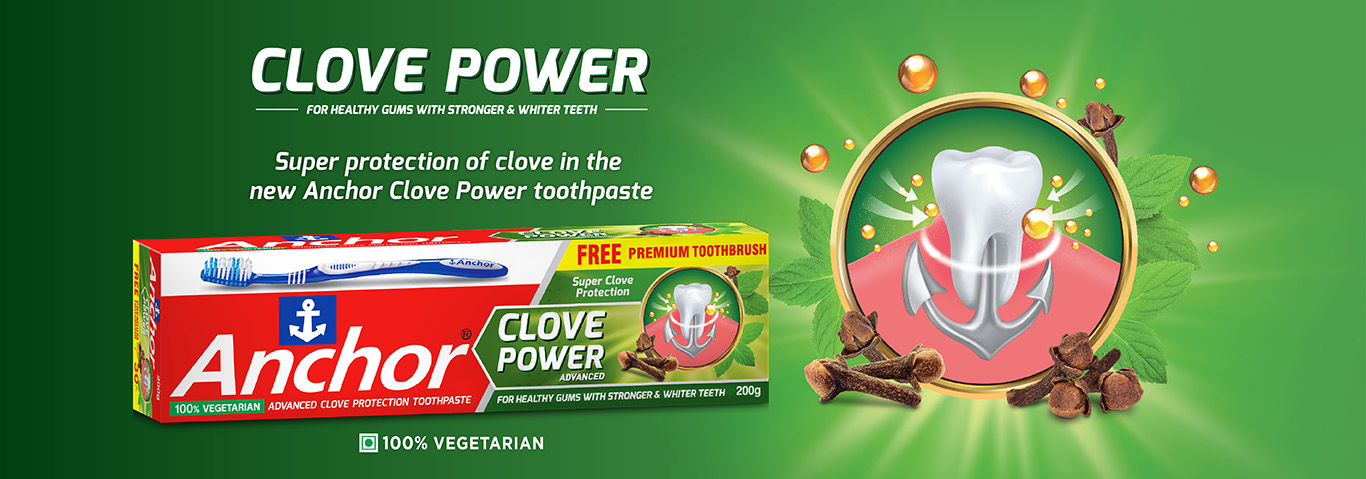 CLOVE POWER
FOR HEALTHY GUMS WITH STRONGER & WHITER TEETH
Super protection of clove in the
new Anchor Clove Power toothpaste
Anchor
FREE PREMIUM TOOTHBRUSH
Anchor
Super Clove
Protection
Anchor®
CLOVE
POWER
ADVANCED
100% VEGETARIAN ADVANCED CLOVE PROTECTION TOOTHPASTE
FOR HEALTHY GUMS WITH STRONGER & WHITER TEETH 200g
100% VEGETARIAN